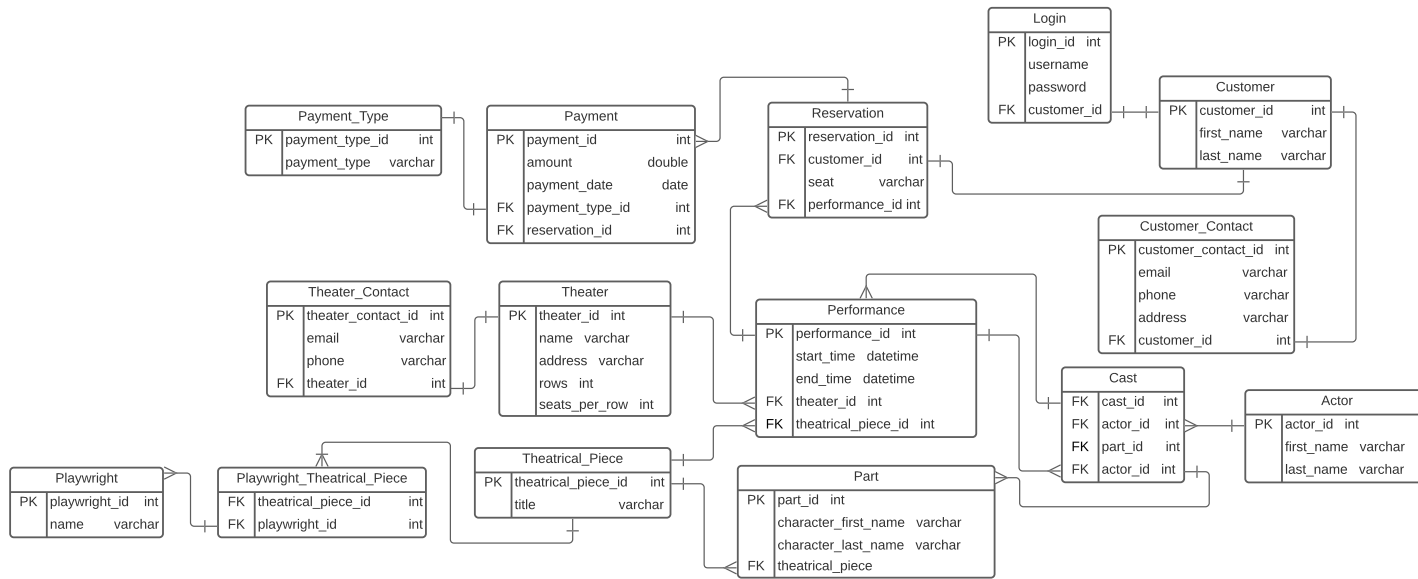 Login
PK login_id int
username
password
FK customer_id
Customer
PK customer_id int
first_name varchar
last_name varchar
Payment_Type
PK payment_type_id int
payment_type varchar
Payment
PK payment_id int
amount double
payment_date date
FK payment_type_id int
FK reservation_id int
Reservation
PK reservation_id int
FK customer_id int
seat varchar
FK performance_id int
Customer_Contact
PK customer_contact_id int
email varchar
phone varchar
address varchar
FK customer_id int
Theater_Contact
PK theater_contact_id int
email varchar
phone varchar
FK theater_id int
Theater
PK theater_id int
name varchar
address varchar
rows int
seats_per_row int
Performance
PK performance_id int
start_time datetime
end_time datetime
FK theater_id int
FK theatrical_piece_id int
Cast
FK cast_id int
FK actor_id int
FK part_id int
FK actor_id int
Actor
PK actor_id int
first_name varchar
last_name varchar
Playwright
PK playwright_id int
name varchar
Playwright_Theatrical_Piece
FK theatrical_piece_id int
FK playwright_id int
Theatrical_Piece
PK theatrical_piece_id int
title varchar
Part
PK part_id int
character_first_name varchar
character_last_name varchar
FK theatrical_piece